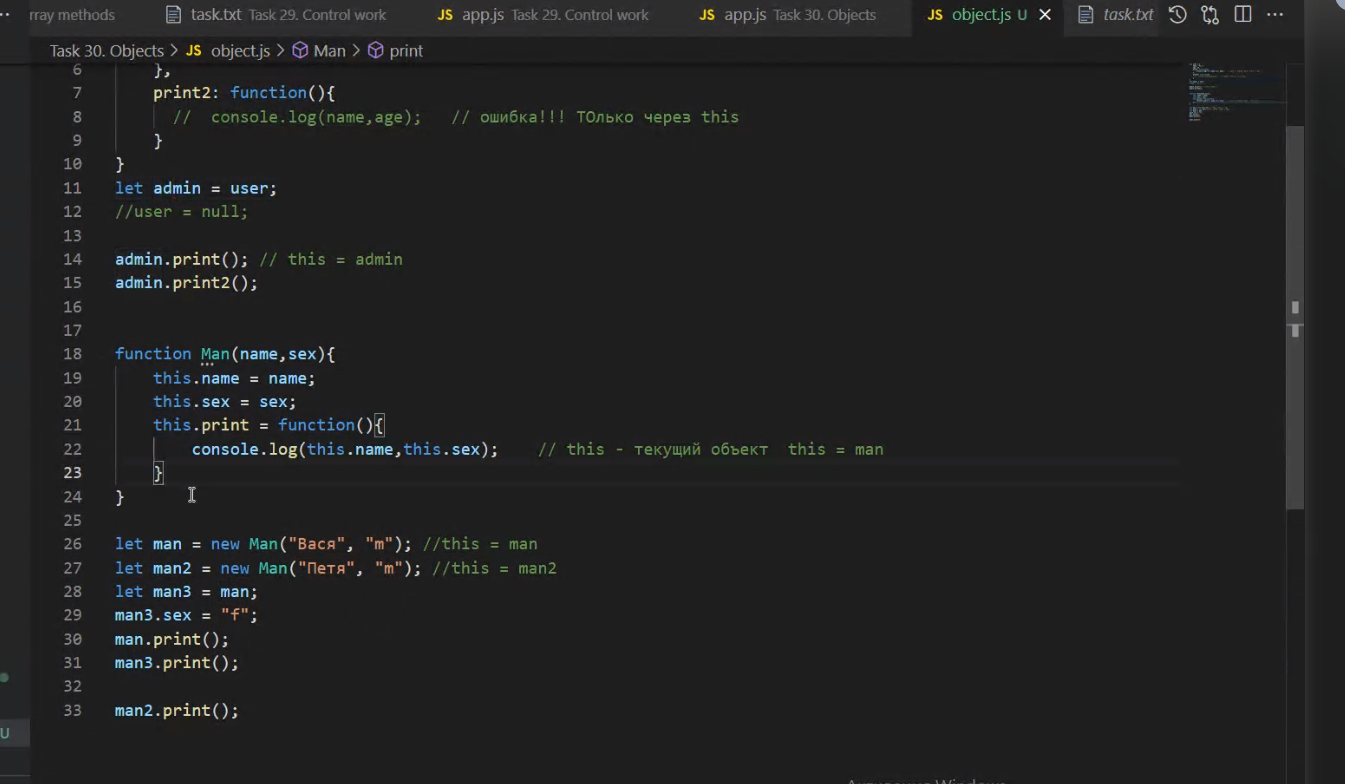 rray methods task.txt Task 29. Control work JS app.js Task 29. Control work JS app.js Task 30. Objects JS object.js U task.txt
Task 30. Objects > JS object.js > Man > print
6 },
7 print2: function(){
8 // console.log(name,age); // ошибка!!! ТОлько через this
9 }
10 }
11 let admin = user;
12 //user = null;
13
14 admin.print(); // this = admin
15 admin.print2();
16
17
18 function Man(name,sex){
19 this.name = name;
20 this.sex = sex;
21 this.print = function(){
22 console.log(this.name,this.sex); // this - текущий объект this = man
23 }
24 }
25
26 let man = new Man("Вася", "m"); //this = man
27 let man2 = new Man("Петя", "m"); //this = man2
28 let man3 = man;
29 man3.sex = "f";
30 man.print();
31 man3.print();
32
33 man2.print();
U